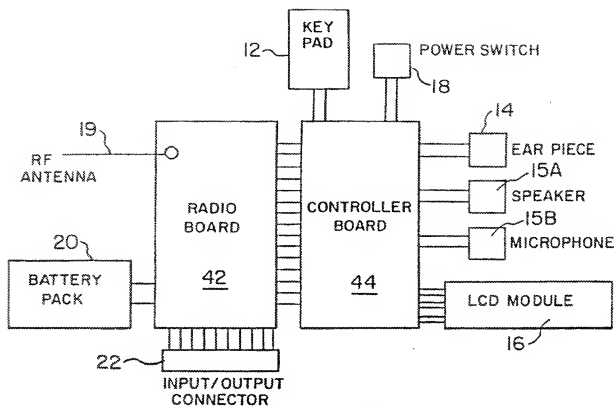 KEY
PAD
12
POWER SWITCH
18
19
RF
ANTENNA
14
EAR PIECE
15A
SPEAKER
15B
MICROPHONE
RADIO
BOARD
42
CONTROLLER
BOARD
44
20
BATTERY
PACK
LCD MODULE
16
22
INPUT/OUTPUT
CONNECTOR